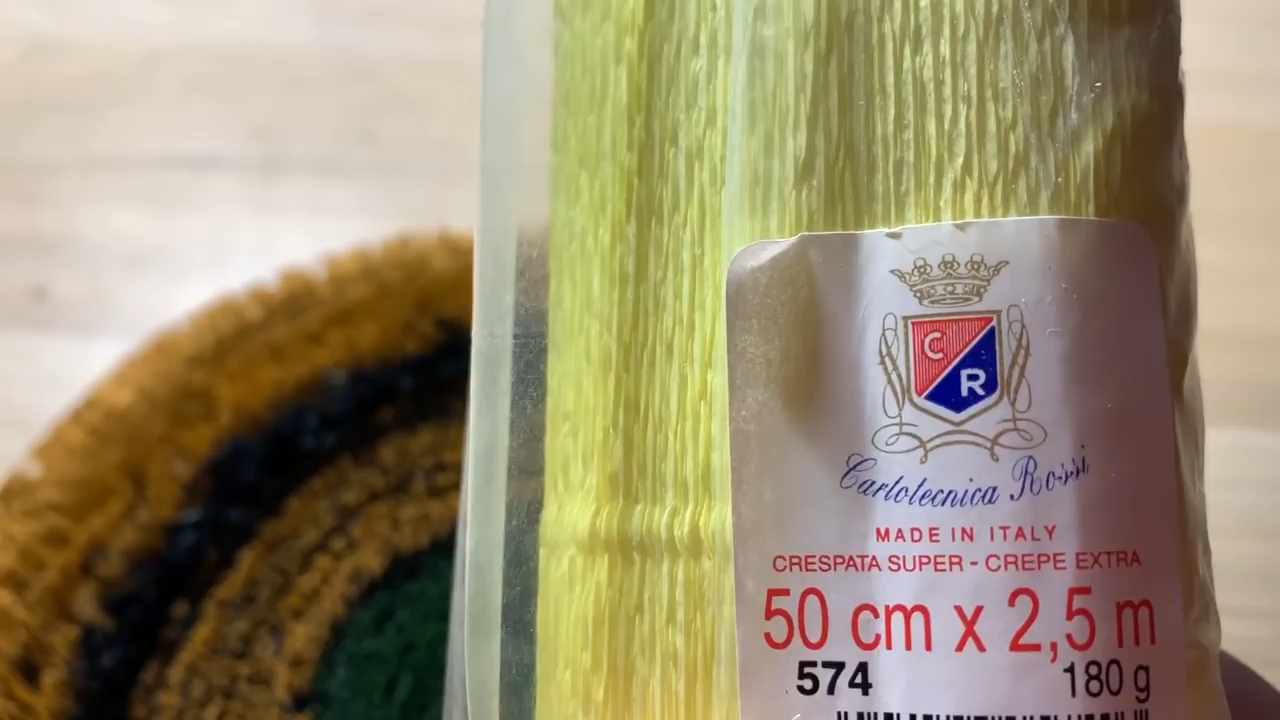 C
R
Cartotecnica Rossi
MADE IN ITALY
CRESPATA SUPER - CREPE EXTRA
50 cm x 2,5 m
574 180 g